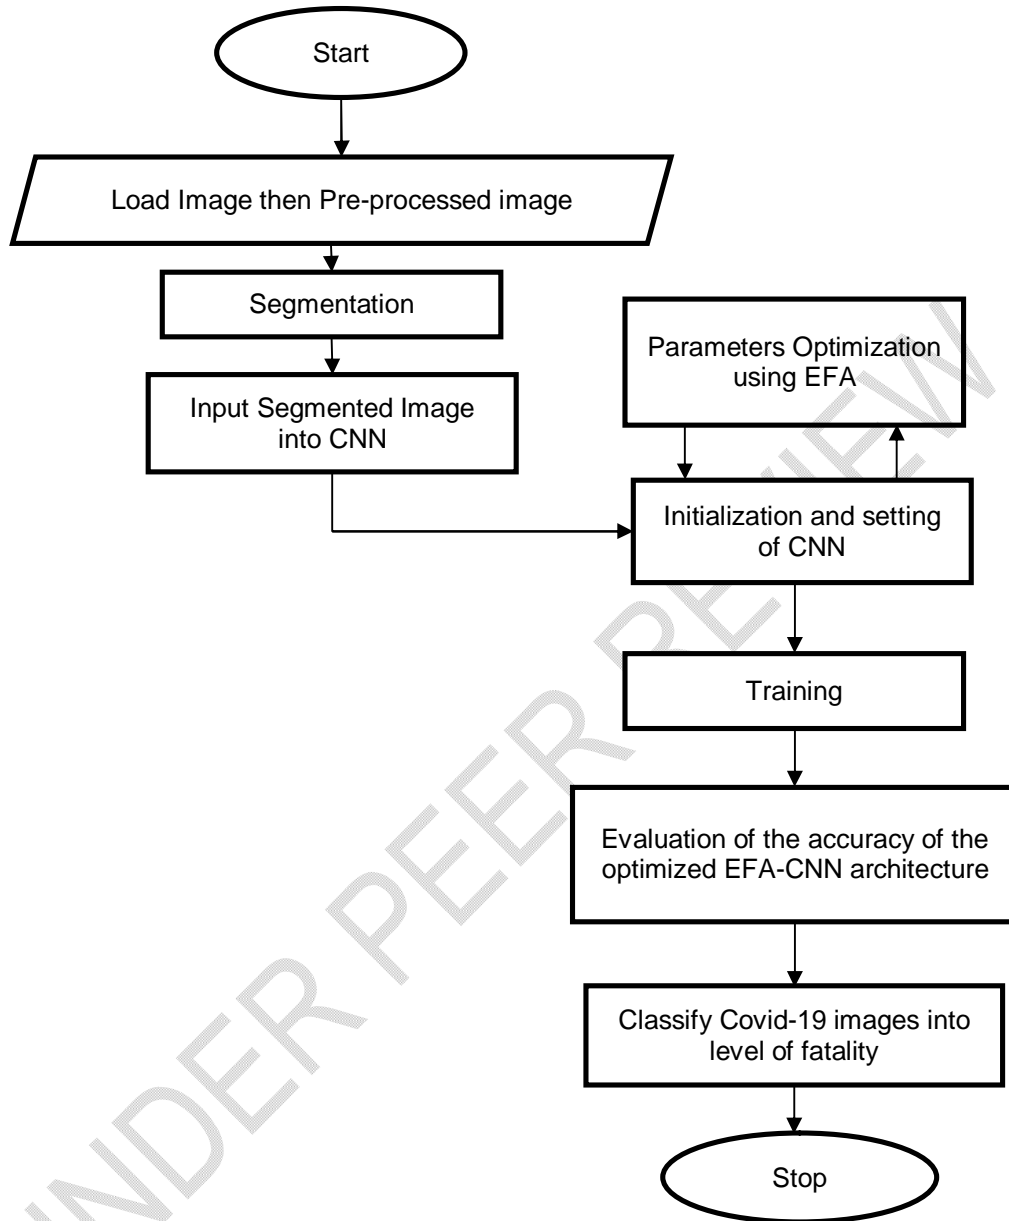 Start
Load Image then Pre-processed image
Segmentation
Input Segmented Image
into CNN
Parameters Optimization
using EFA
Initialization and setting
of CNN
Training
Evaluation of the accuracy of the
optimized EFA-CNN architecture
Classify Covid-19 images into
level of fatality
Stop
UNDER PEER REVIEW